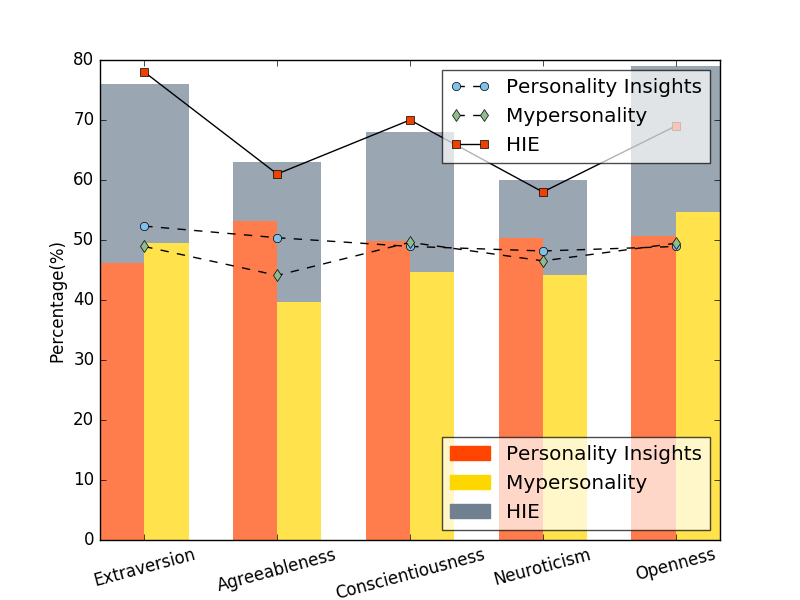 80
70
60
50
40
30
20
10
0
Percentage(%)
Personality Insights
Mypersonality
HIE
Personality Insights
Mypersonality
HIE
Extraversion
Agreeableness
Conscientiousness
Neuroticism
Openness